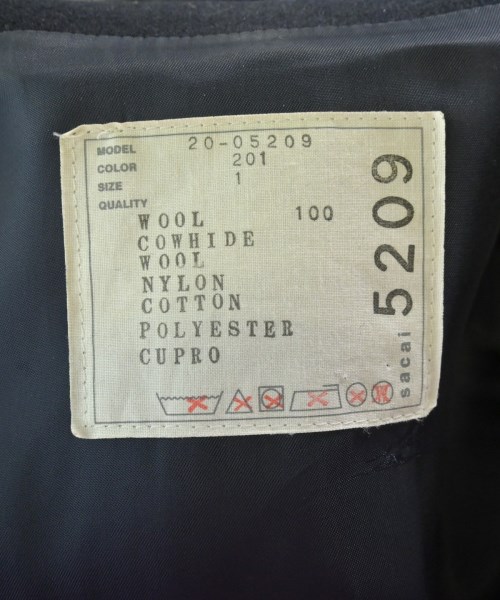 MODEL 20-05209
COLOR 201
SIZE 1
QUALITY
WOOL 100
COWHIDE
WOOL
NYLON
COTTON
POLYESTER
CUPRO
sacai 5209